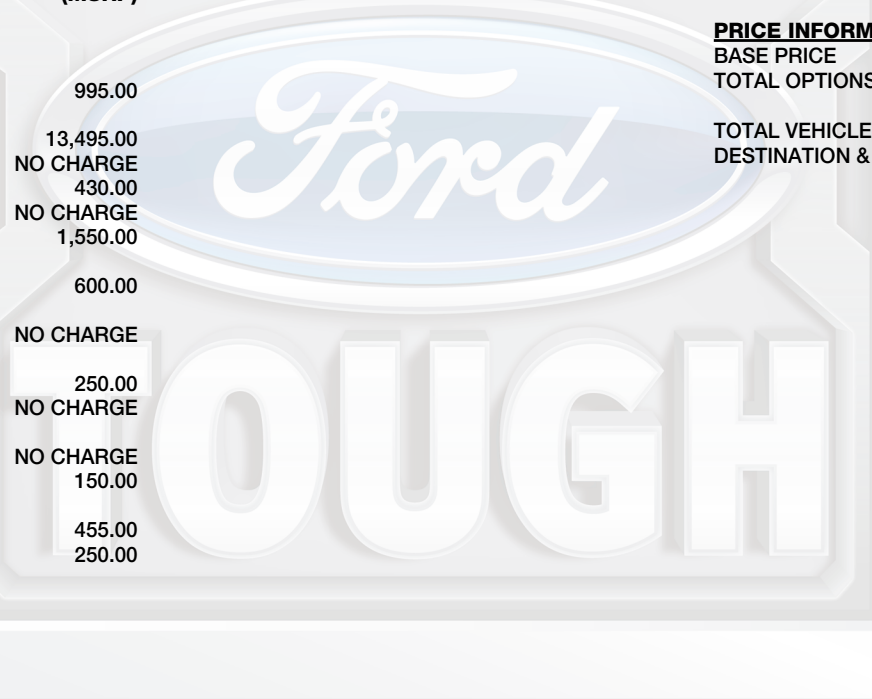 995.00
13,495.00
NO CHARGE
430.00
NO CHARGE
1,550.00
600.00
NO CHARGE
250.00
NO CHARGE
NO CHARGE
150.00
455.00
250.00
PRICE INFORM
BASE PRICE
TOTAL OPTIONS
TOTAL VEHICLE
DESTINATION &
Ford
TOUGH